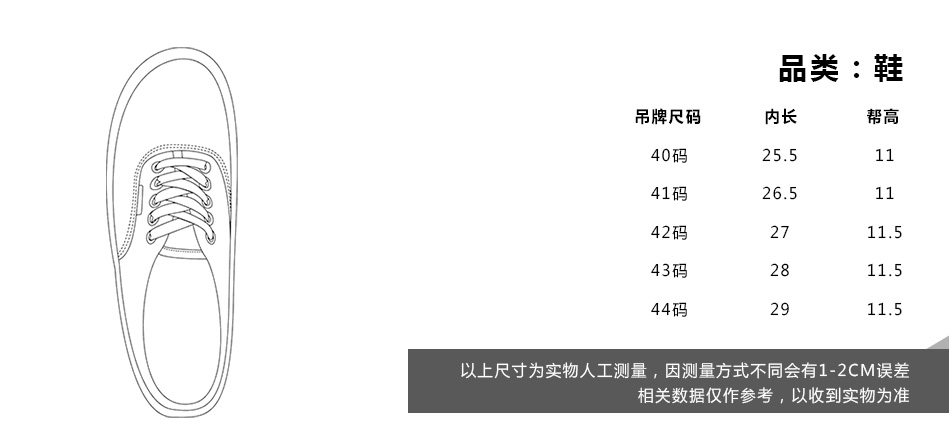 品类：鞋
吊牌尺码 内长 帮高
40码 25.5 11
41码 26.5 11
42码 27 11.5
43码 28 11.5
44码 29 11.5
以上尺寸为实物人工测量，因测量方式不同会有1-2CM误差
相关数据仅作参考，以收到实物为准